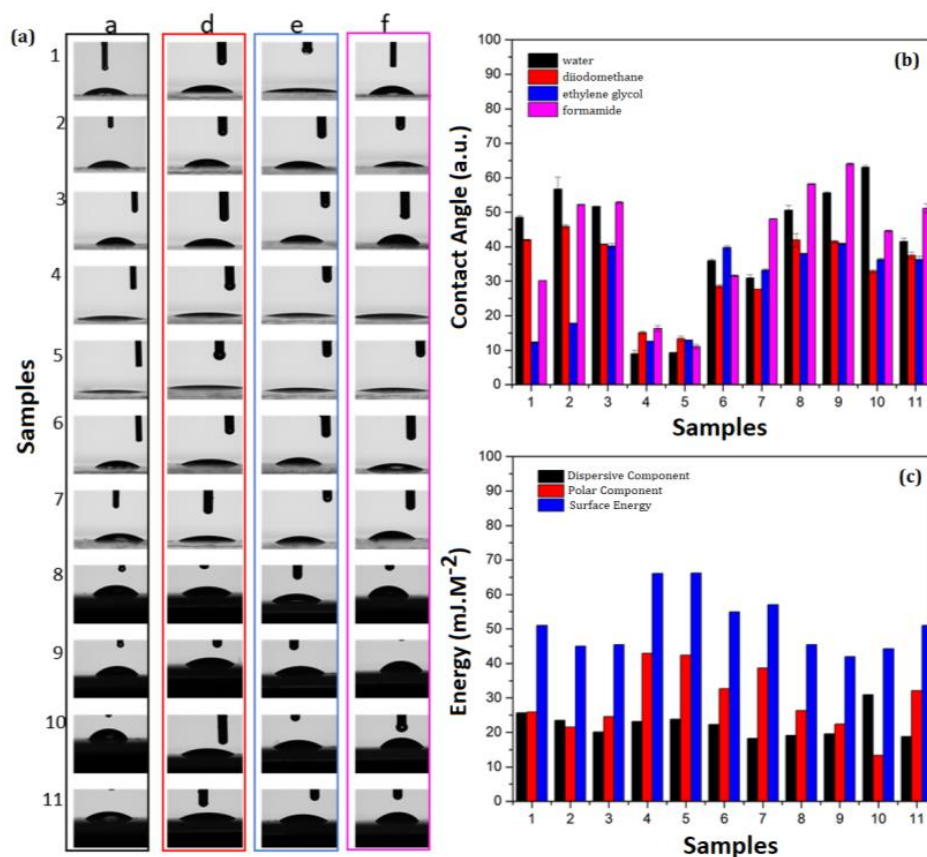 (a)
a d e f
1
2
3
4
5
6
7
8
9
10
11
Samples
(b)
water
diiodomethane
ethylene glycol
formamide
100
90
80
70
60
50
40
30
20
10
0
Contact Angle (a.u.)
1 2 3 4 5 6 7 8 9 10 11
Samples
(c)
Dispersive Component
Polar Component
Surface Energy
100
90
80
70
60
50
40
30
20
10
0
Energy (mJ.M⁻²)
1 2 3 4 5 6 7 8 9 10 11
Samples